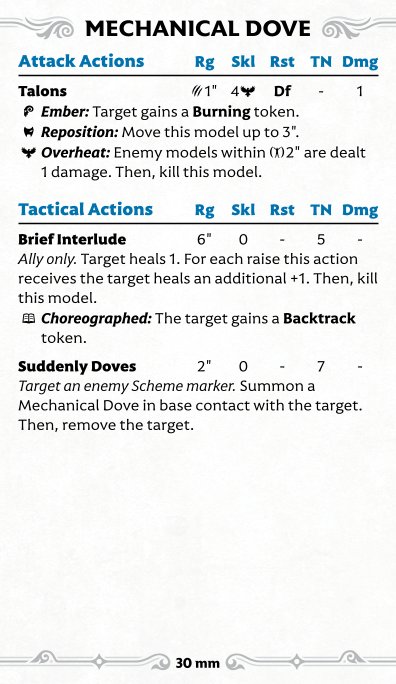 MECHANICAL DOVE
Attack Actions Rg Skl Rst TN Dmg
Talons 1" 4 Df - 1
Ember: Target gains a Burning token.
Reposition: Move this model up to 3".
Overheat: Enemy models within 2" are dealt
1 damage. Then, kill this model.
Tactical Actions Rg Skl Rst TN Dmg
Brief Interlude 6" 0 - 5 -
Ally only. Target heals 1. For each raise this action
receives the target heals an additional +1. Then, kill
this model.
Choreographed: The target gains a Backtrack
token.
Suddenly Doves 2" 0 - 7 -
Target an enemy Scheme marker. Summon a
Mechanical Dove in base contact with the target.
Then, remove the target.
30 mm